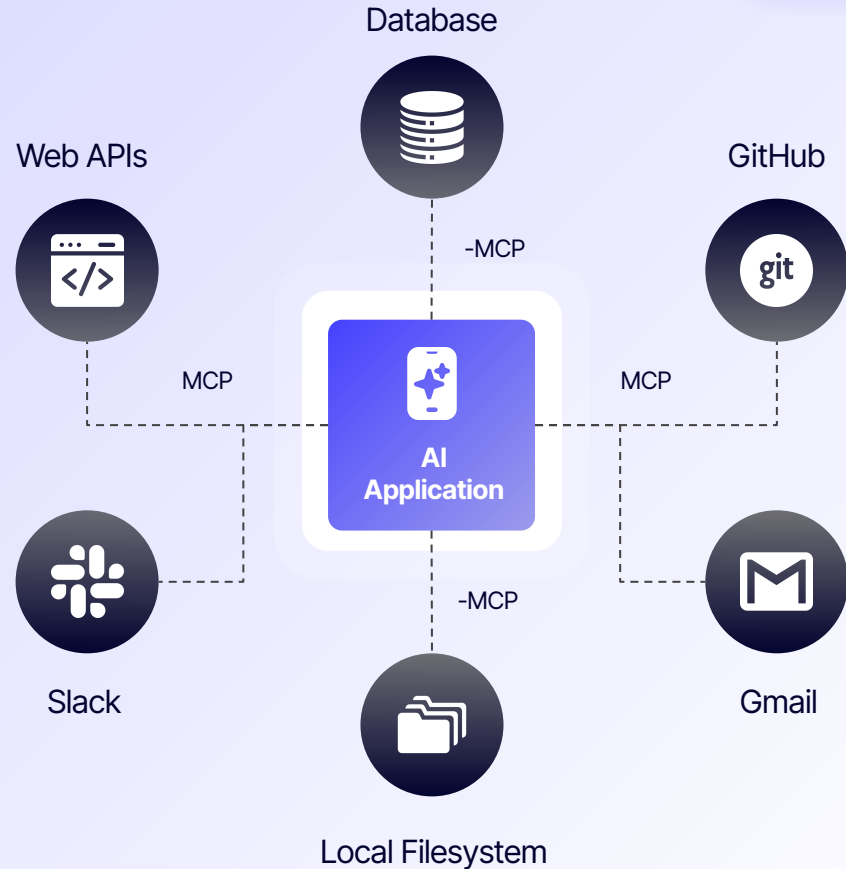 Database
Web APIs
GitHub
-MCP
git
MCP
MCP
AI
Application
-MCP
Slack
Gmail
Local Filesystem